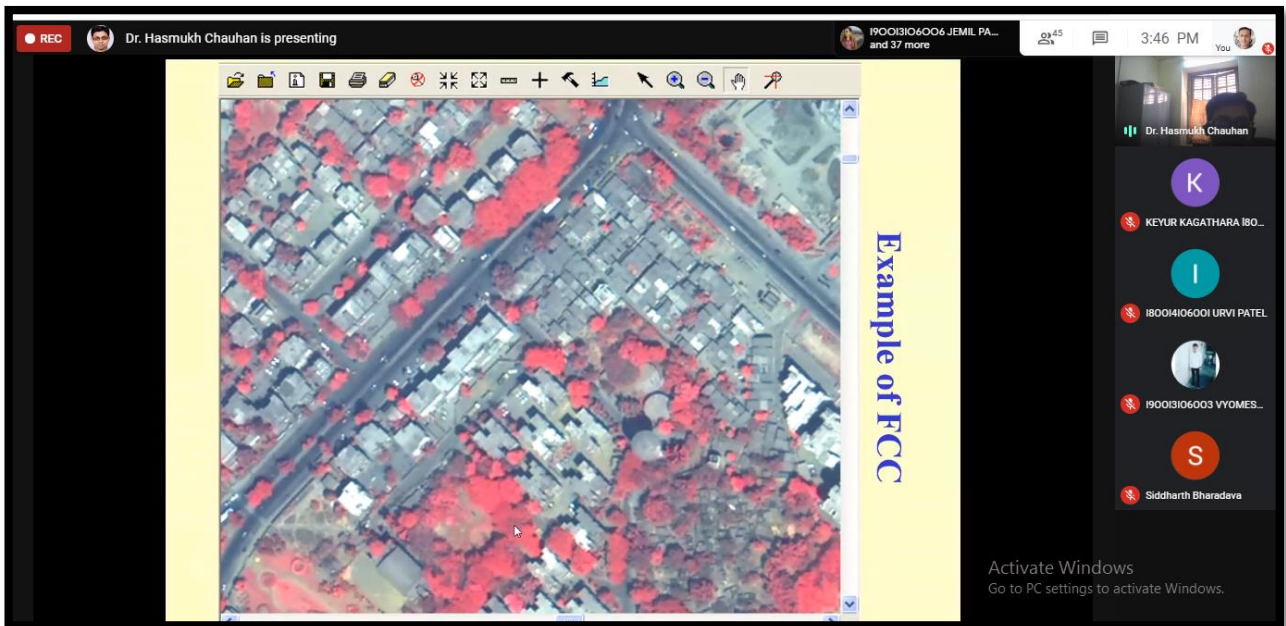 REC
Dr. Hasmukh Chauhan is presenting
I90OI3IO6OO6 JEMIL PA...
and 37 more
45
3:46 PM
You
Example of FCC
Dr. Hasmukh Chauhan
K
KEYUR KAGATHARA I80...
I
I8OOI4IO6OOI URVI PATEL
I9OOI3IO6OO3 VYOMES...
S
Siddharth Bharadava
Activate Windows
Go to PC settings to activate Windows.